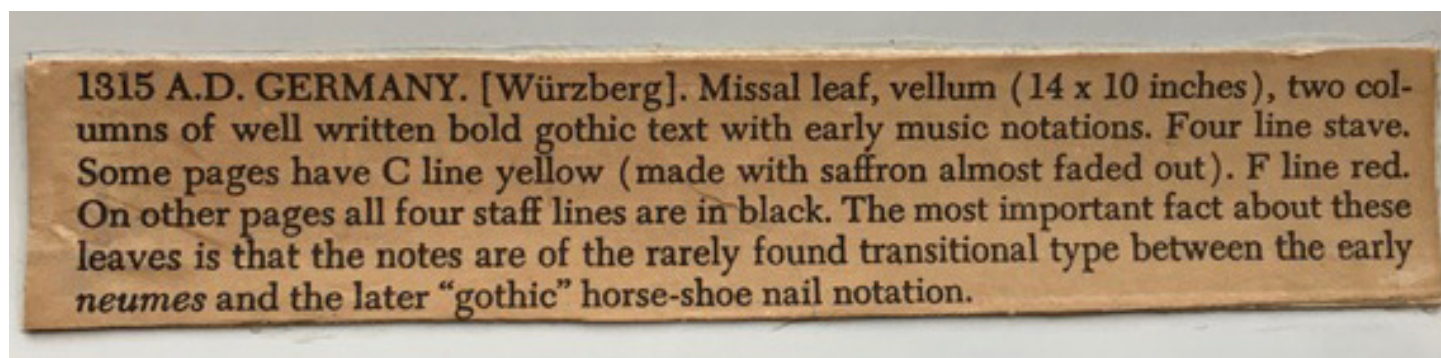 1315 A.D. GERMANY. [Würzberg]. Missal leaf, vellum (14 x 10 inches), two col-
umns of well written bold gothic text with early music notations. Four line stave.
Some pages have C line yellow (made with saffron almost faded out). F line red.
On other pages all four staff lines are in black. The most important fact about these
leaves is that the notes are of the rarely found transitional type between the early
neumes and the later “gothic” horse-shoe nail notation.